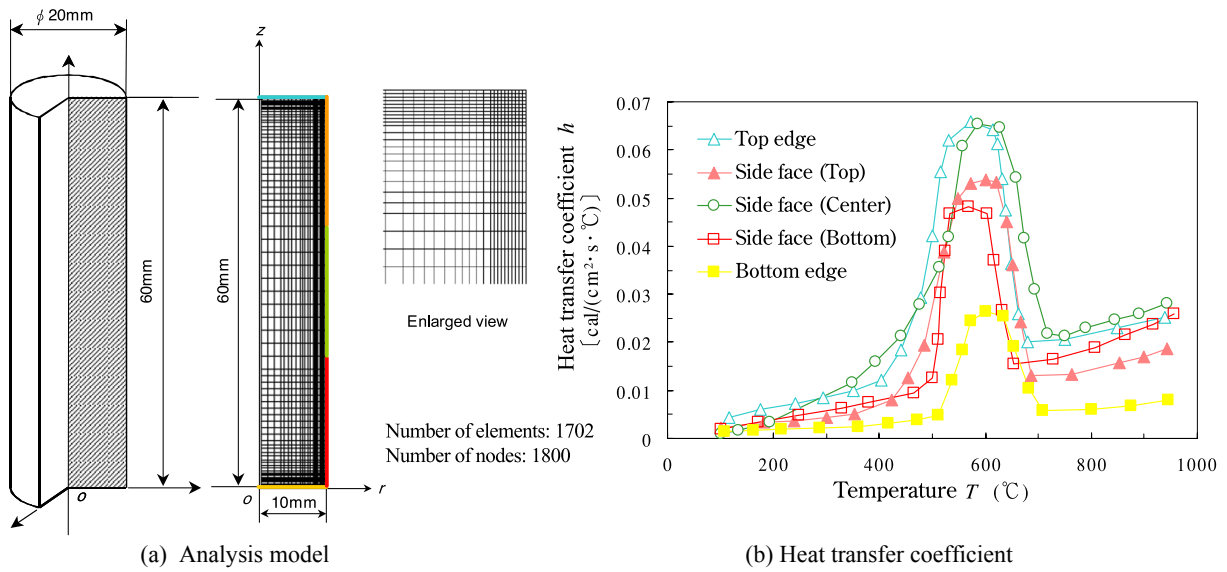 ϕ 20mm
60mm
o
z
60mm
o
10mm
r
Enlarged view
Number of elements: 1702
Number of nodes: 1800
(a) Analysis model
Heat transfer coefficient h
[cal/(cm²・s・℃)]
0.07
0.06
0.05
0.04
0.03
0.02
0.01
0
Top edge
Side face (Top)
Side face (Center)
Side face (Bottom)
Bottom edge
0 200 400 600 800 1000
Temperature T (℃)
(b) Heat transfer coefficient